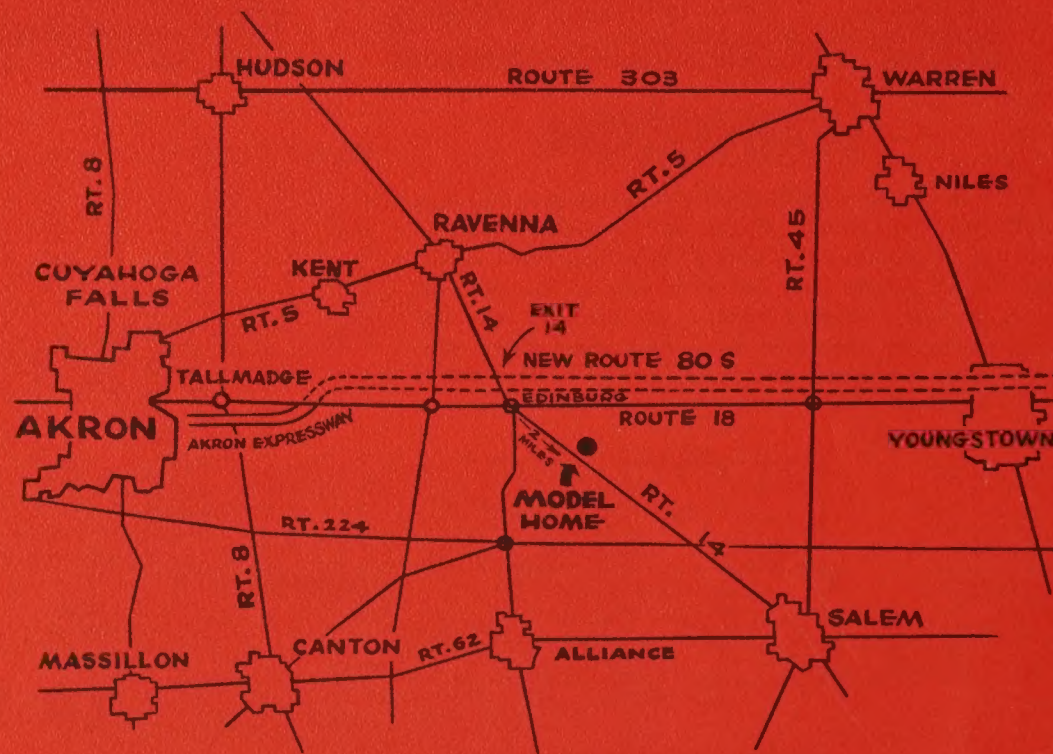 HUDSON
ROUTE 303
WARREN
RT. 8
RT. 5
NILES
RAVENNA
RT. 45
CUYAHOGA
FALLS
KENT
RT. 5
RT. 14
EXIT
14
NEW ROUTE 80 S
TALLMADGE
EDINBURG
ROUTE 18
AKRON
AKRON EXPRESSWAY
2
MILES
YOUNGSTOWN
MODEL
HOME
RT. 14
RT. 224
RT. 8
SALEM
CANTON
RT. 62
ALLIANCE
MASSILLON